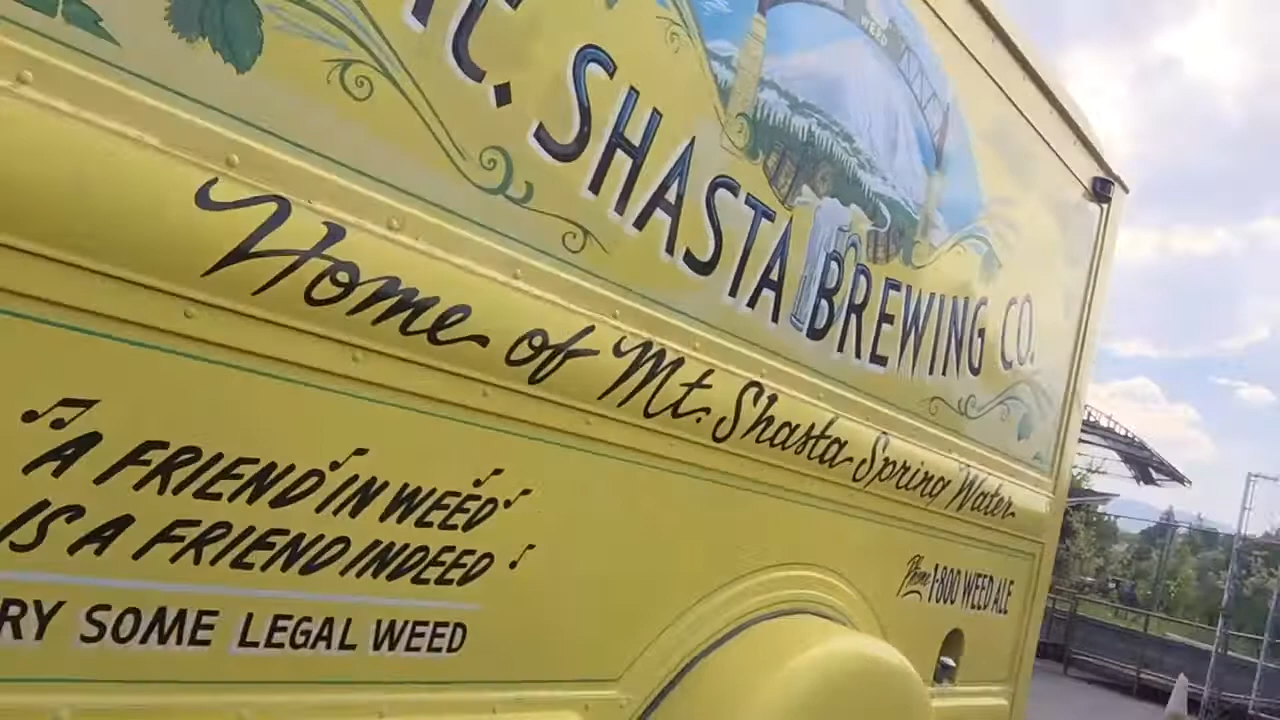 WEED
MT. SHASTA BREWING CO.
Home of Mt. Shasta Spring Water
"A FRIEND IN WEED
IS A FRIEND INDEED
RY SOME LEGAL WEED
Phone 1-800 WEED ALE